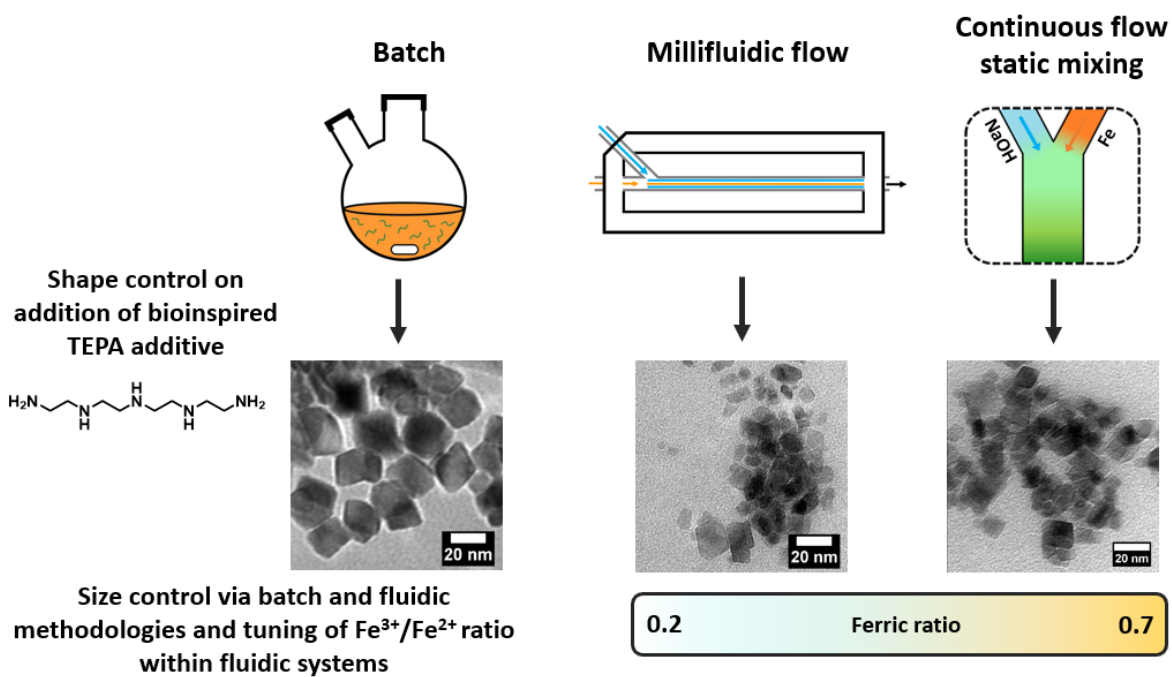 Batch
Millifluidic flow
Continuous flow
static mixing
NaOH
Fe
Shape control on
addition of bioinspired
TEPA additive
H₂N
N
H
H
N
N
H
NH₂
20 nm
20 nm
20 nm
Size control via batch and fluidic
methodologies and tuning of Fe³⁺/Fe²⁺ ratio
within fluidic systems
0.2 Ferric ratio 0.7